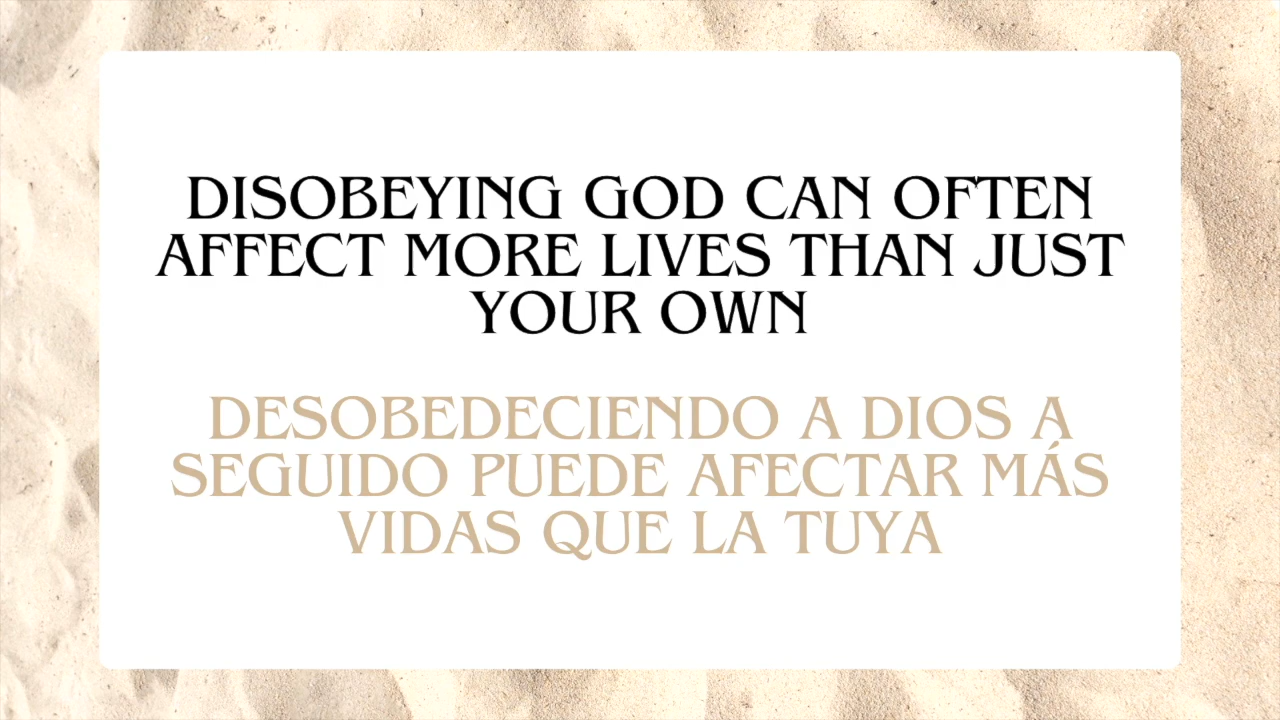 DISOBEYING GOD CAN OFTEN
AFFECT MORE LIVES THAN JUST
YOUR OWN
DESOBEDECIENDO A DIOS A
SEGUIDO PUEDE AFECTAR MÁS
VIDAS QUE LA TUYA